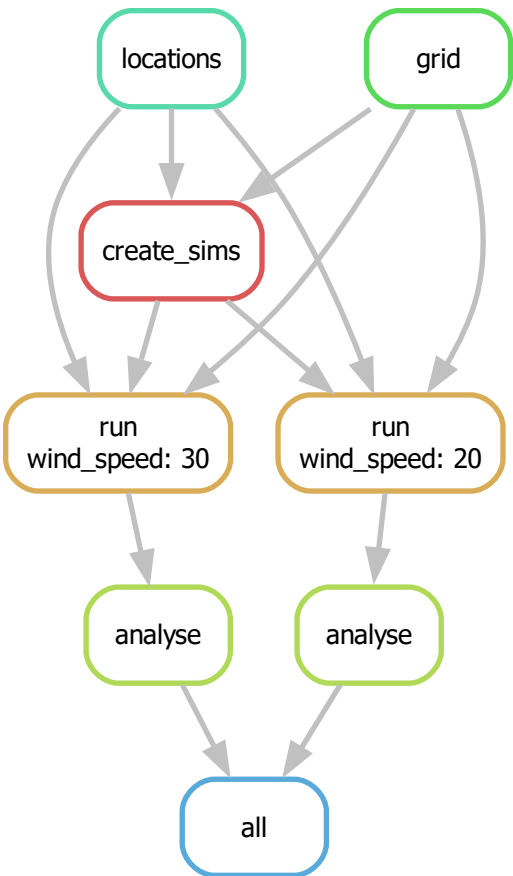 locations
grid
create_sims
run
wind_speed: 30
run
wind_speed: 20
analyse
analyse
all